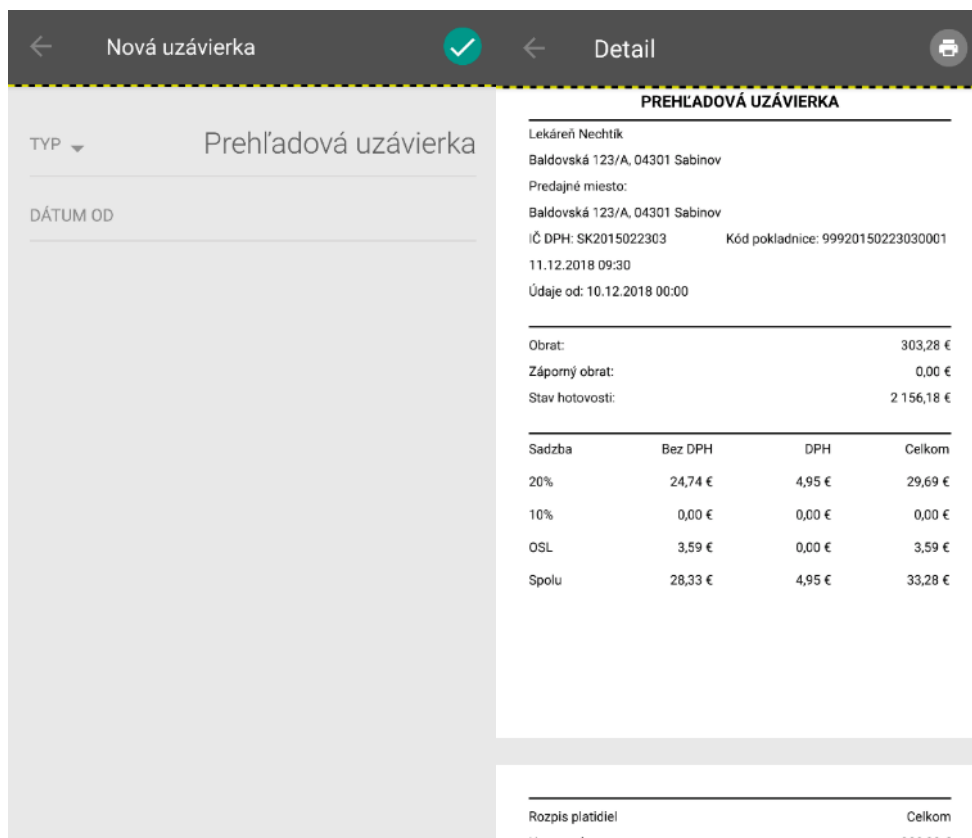 Nová uzávierka
TYP Prehľadová uzávierka
DÁTUM OD
Detail
PREHĽADOVÁ UZÁVIERKA
Lekáreň Nechtík
Baldovská 123/A, 04301 Sabinov
Predajné miesto:
Baldovská 123/A, 04301 Sabinov
IČ DPH: SK2015022303 Kód pokladnice: 99920150223030001
11.12.2018 09:30
Údaje od: 10.12.2018 00:00
Obrat: 303,28 €
Záporný obrat: 0,00 €
Stav hotovosti: 2 156,18 €
Sadzba Bez DPH DPH Celkom
20% 24,74 € 4,95 € 29,69 €
10% 0,00 € 0,00 € 0,00 €
OSL 3,59 € 0,00 € 3,59 €
Spolu 28,33 € 4,95 € 33,28 €
Rozpis platidiel Celkom